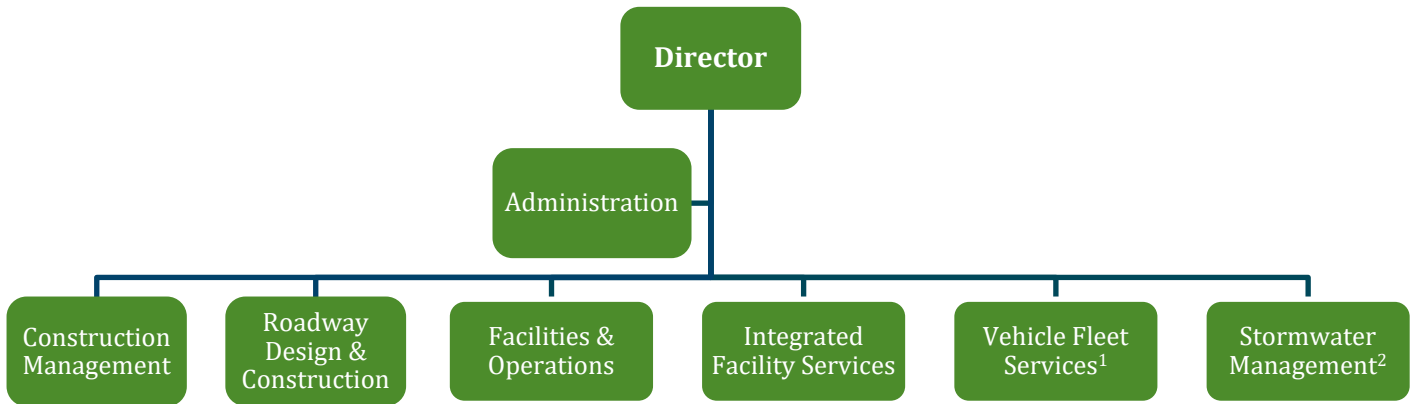 Director
Administration
Construction
Management
Roadway
Design &
Construction
Facilities &
Operations
Integrated
Facility Services
Vehicle Fleet
Services¹
Stormwater
Management²